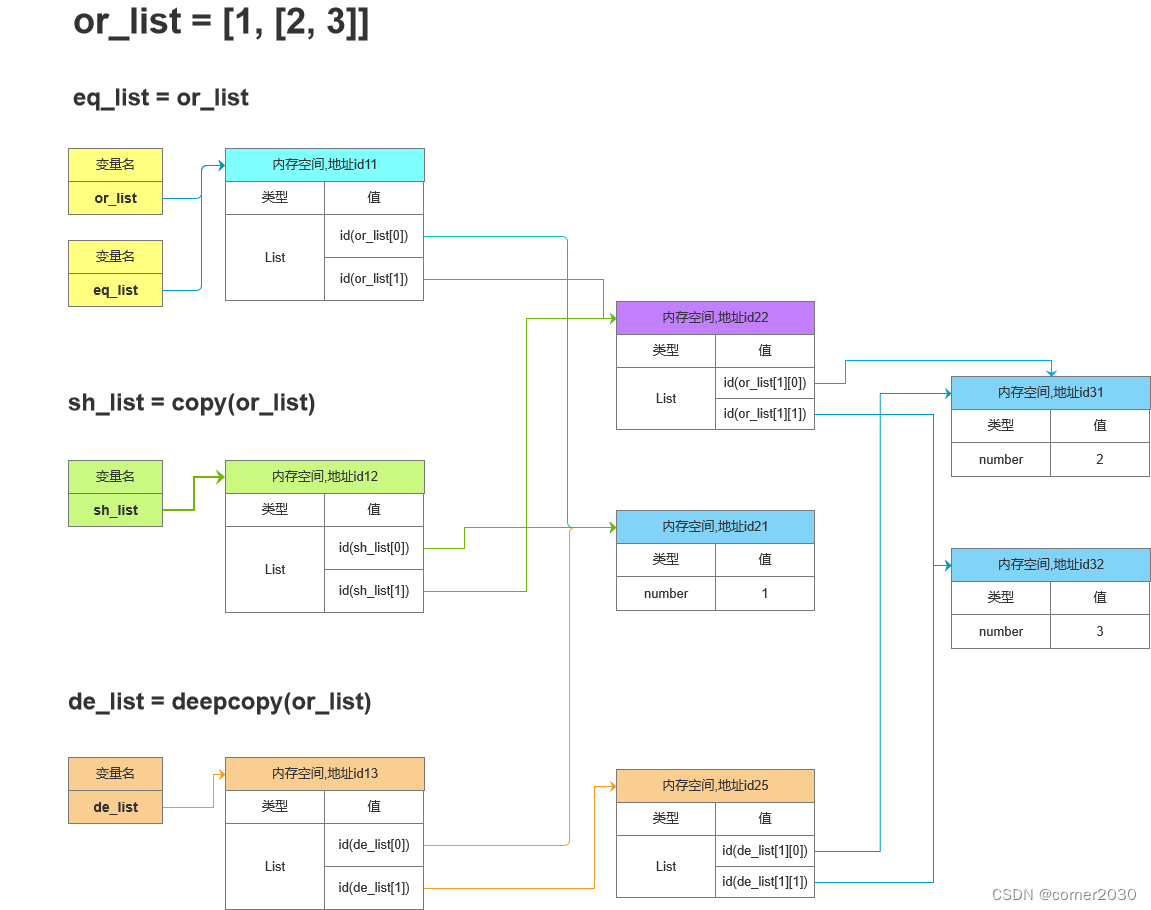 or_list = [1, [2, 3]]
eq_list = or_list
变量名
or_list
变量名
eq_list
内存空间,地址id11
类型 值
List
id(or_list[0])
id(or_list[1])
内存空间,地址id22
类型 值
List
id(or_list[1][0])
id(or_list[1][1])
内存空间,地址id31
类型 值
number 2
sh_list = copy(or_list)
变量名
sh_list
内存空间,地址id12
类型 值
List
id(sh_list[0])
id(sh_list[1])
内存空间,地址id21
类型 值
number 1
内存空间,地址id32
类型 值
number 3
de_list = deepcopy(or_list)
变量名
de_list
内存空间,地址id13
类型 值
List
id(de_list[0])
id(de_list[1])
内存空间,地址id25
类型 值
List
id(de_list[1][0])
id(de_list[1][1])
CSDN @corner2030